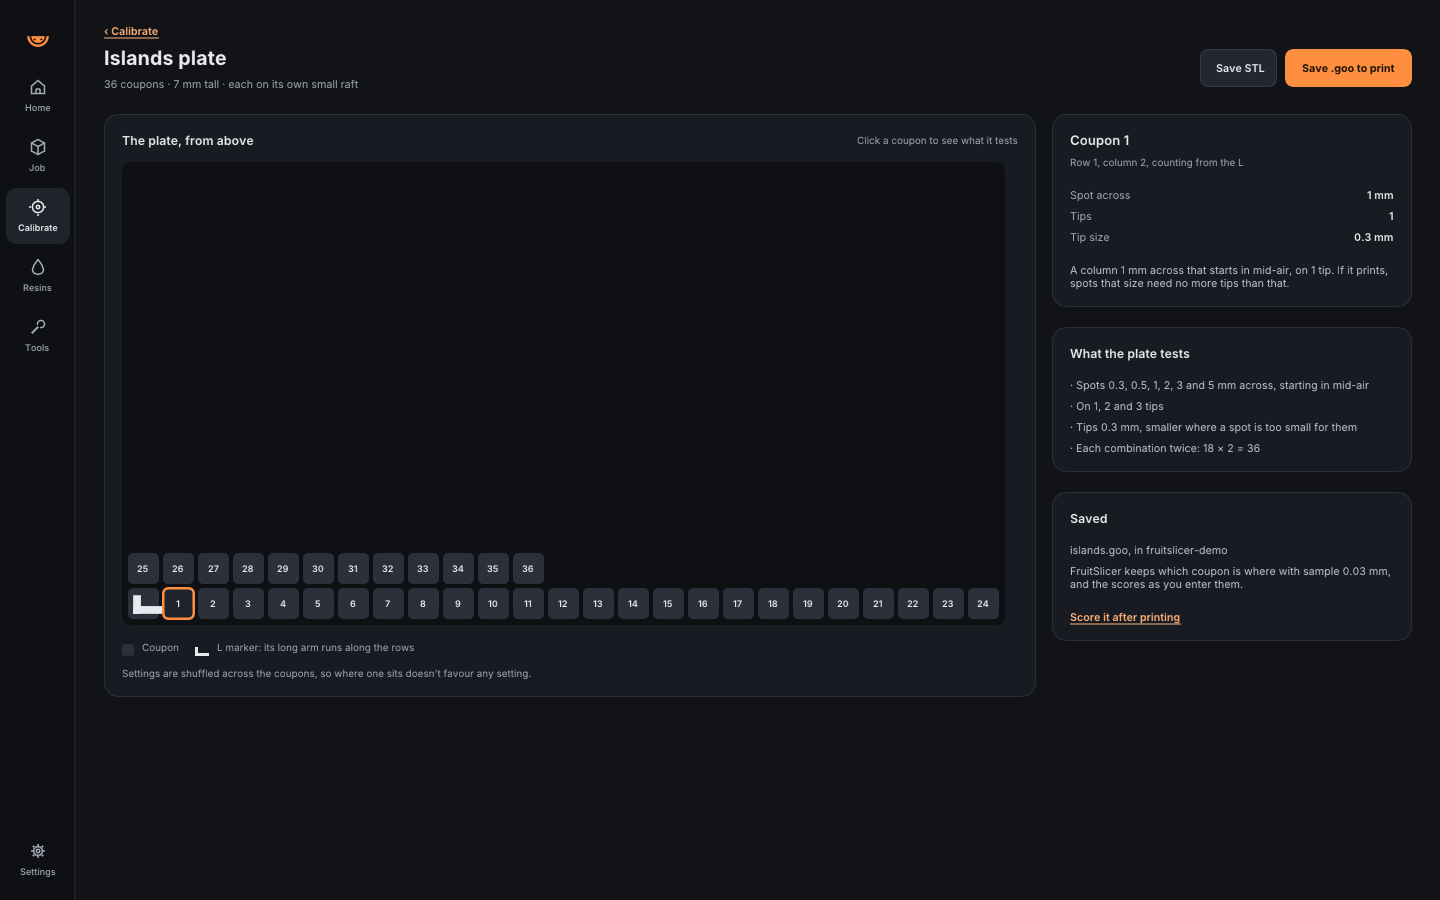 ‹ Calibrate
Islands plate
36 coupons · 7 mm tall · each on its own small raft
Save STL
Save .goo to print
Home
Job
Calibrate
Resins
Tools
Settings
The plate, from above
Click a coupon to see what it tests
25 26 27 28 29 30 31 32 33 34 35 36
1 2 3 4 5 6 7 8 9 10 11 12 13 14 15 16 17 18 19 20 21 22 23 24
Coupon
L marker: its long arm runs along the rows
Settings are shuffled across the coupons, so where one sits doesn't favour any setting.
Coupon 1
Row 1, column 2, counting from the L
Spot across 1 mm
Tips 1
Tip size 0.3 mm
A column 1 mm across that starts in mid-air, on 1 tip. If it prints,
spots that size need no more tips than that.
What the plate tests
· Spots 0.3, 0.5, 1, 2, 3 and 5 mm across, starting in mid-air
· On 1, 2 and 3 tips
· Tips 0.3 mm, smaller where a spot is too small for them
· Each combination twice: 18 × 2 = 36
Saved
islands.goo, in fruitslicer-demo
FruitSlicer keeps which coupon is where with sample 0.03 mm,
and the scores as you enter them.
Score it after printing